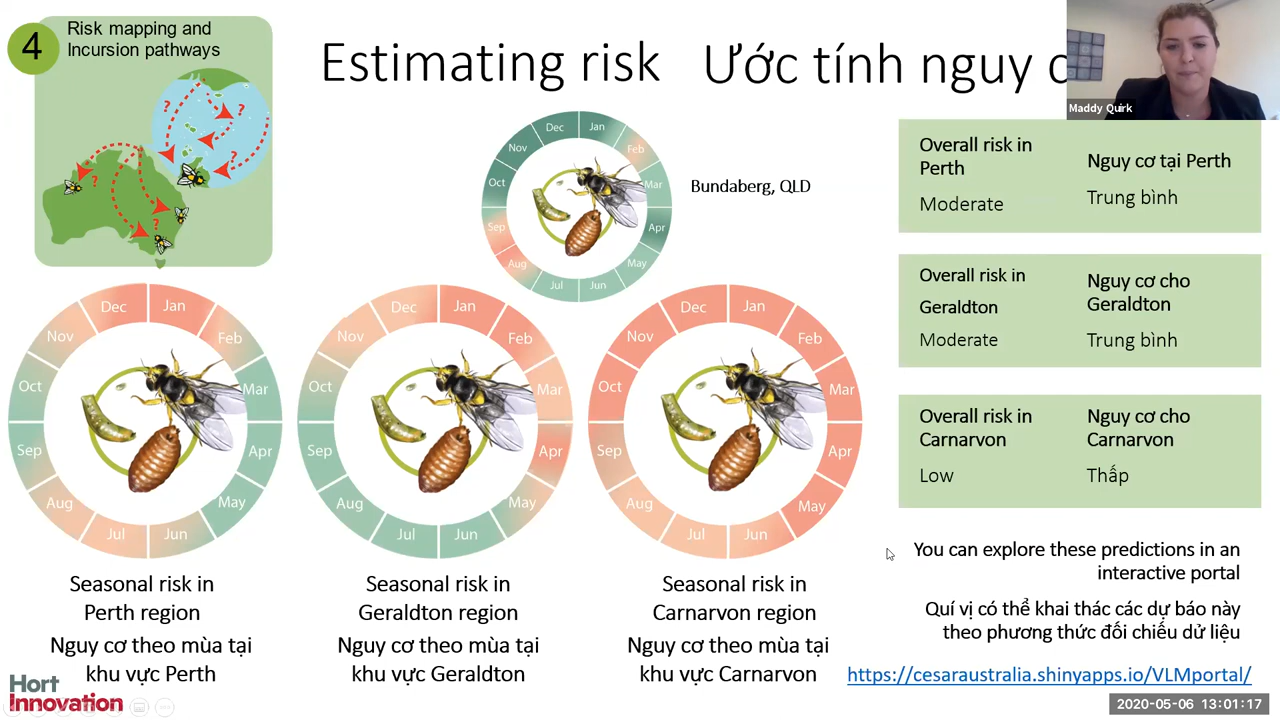 4
Risk mapping and
Incursion pathways
?
?
?
?
?
?
Estimating risk
Ước tính nguy c
Maddy Quirk
Dec
Jan
Feb
Mar
Apr
May
Jul
Aug
Sep
Oct
Nov
Bundaberg, QLD
Overall risk in
Perth
Moderate
Nguy cơ tại Perth
Trung bình
Overall risk in
Geraldton
Moderate
Nguy cơ cho
Geraldton
Trung bình
Overall risk in
Carnarvon
Low
Nguy cơ cho
Carnarvon
Thấp
Dec
Jan
Feb
Mar
Apr
May
Jun
Jul
Aug
Sep
Oct
Nov
Seasonal risk in
Perth region
Nguy cơ theo mùa tại
khu vực Perth
Dec
Jan
Feb
Mar
Apr
May
Jun
Jul
Aug
Sep
Oct
Nov
Seasonal risk in
Geraldton region
Nguy cơ theo mùa tại
khu vực Geraldton
Dec
Jan
Feb
Mar
Apr
May
Jun
Jul
Aug
Sep
Oct
Nov
Seasonal risk in
Carnarvon region
Nguy cơ theo mùa tại
khu vực Carnarvon
You can explore these predictions in an
interactive portal
Quí vị có thể khai thác các dự báo này
theo phương thức đối chiếu dử liệu
https://cesaraustralia.shinyapps.io/VLMportal/
Hort
Innovation
2020-05-06 13:01:17